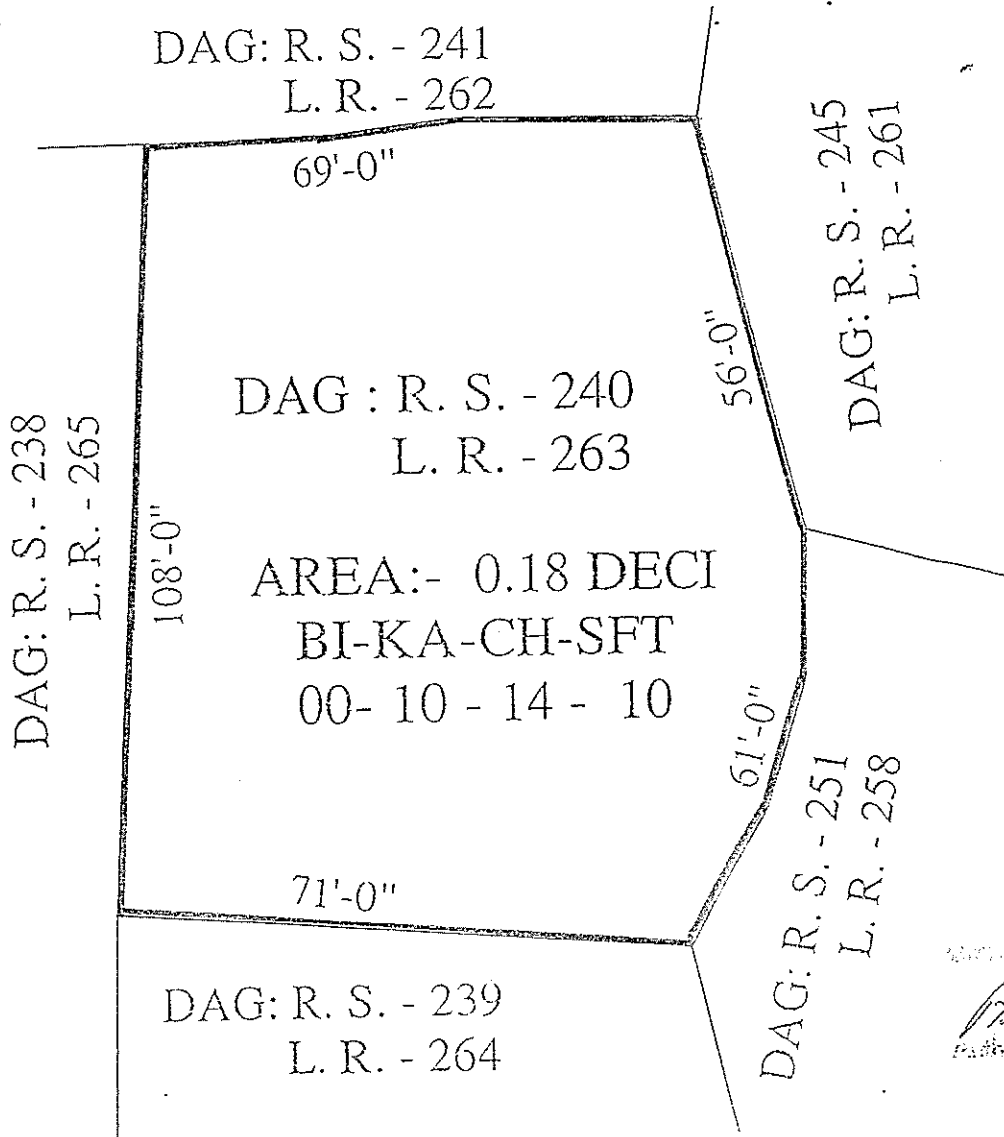 DAG: R. S. - 241
L. R. - 262
69'-0"
DAG: R. S. - 245
L. R. - 261
56'-0"
DAG : R. S. - 240
L. R. - 263
DAG: R. S. - 238
L. R. - 265
108'-0"
AREA:- 0.18 DECI
BI-KA-CH-SFT
00- 10 - 14 - 10
61'-0"
DAG: R. S. - 251
L. R. - 258
71'-0"
DAG: R. S. - 239
L. R. - 264